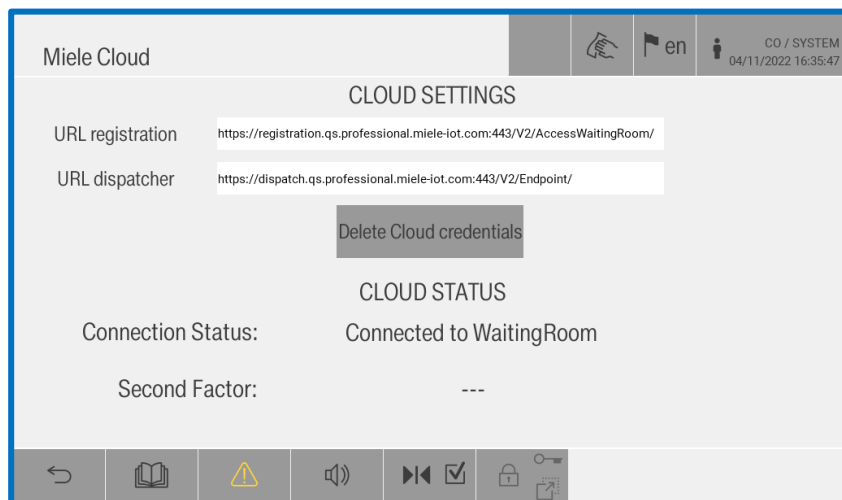 Miele Cloud
en
CO / SYSTEM
04/11/2022 16:35:47
CLOUD SETTINGS
URL registration https://registration.qs.professional.miele-iot.com:443/V2/AccessWaitingRoom/
URL dispatcher https://dispatch.qs.professional.miele-iot.com:443/V2/Endpoint/
Delete Cloud credentials
CLOUD STATUS
Connection Status: Connected to WaitingRoom
Second Factor: ---